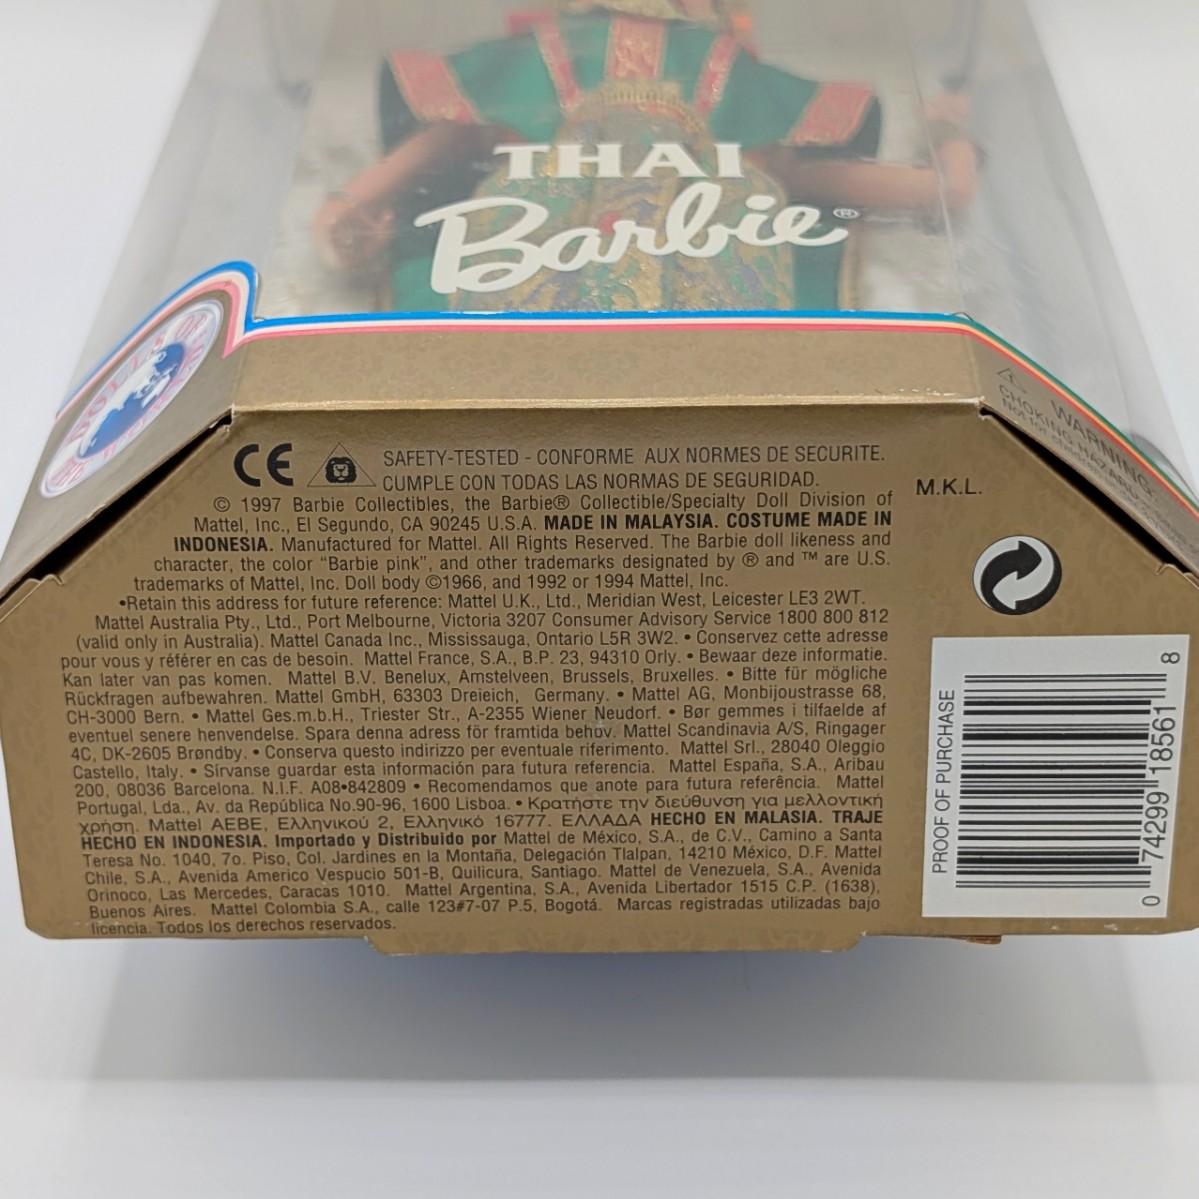 THAI
Barbie®
DOLLS OF
WARNING:
CHOKING HAZARD
Not for children
CE SAFETY-TESTED - CONFORME AUX NORMES DE SECURITE.
CUMPLE CON TODAS LAS NORMAS DE SEGURIDAD.
M.K.L.
© 1997 Barbie Collectibles, the Barbie® Collectible/Specialty Doll Division of
Mattel, Inc., El Segundo, CA 90245 U.S.A. MADE IN MALAYSIA. COSTUME MADE IN
INDONESIA. Manufactured for Mattel. All Rights Reserved. The Barbie doll likeness and
character, the color "Barbie pink", and other trademarks designated by ® and ™ are U.S.
trademarks of Mattel, Inc. Doll body ©1966, and 1992 or 1994 Mattel, Inc.
•Retain this address for future reference: Mattel U.K., Ltd., Meridian West, Leicester LE3 2WT.
Mattel Australia Pty., Ltd., Port Melbourne, Victoria 3207 Consumer Advisory Service 1800 800 812
(valid only in Australia). Mattel Canada Inc., Mississauga, Ontario L5R 3W2. • Conservez cette adresse
pour vous y référer en cas de besoin. Mattel France, S.A., B.P. 23, 94310 Orly. • Bewaar deze informatie.
Kan later van pas komen. Mattel B.V. Benelux, Amstelveen, Brussels, Bruxelles. • Bitte für mögliche
Rückfragen aufbewahren. Mattel GmbH, 63303 Dreieich, Germany. • Mattel AG, Monbijoustrasse 68,
CH-3000 Bern. • Mattel Ges.m.b.H., Triester Str., A-2355 Wiener Neudorf. • Bør gemmes i tilfaelde af
eventuel senere henvendelse. Spara denna adress för framtida behov. Mattel Scandinavia A/S, Ringager
4C, DK-2605 Brøndby. • Conserva questo indirizzo per eventuale riferimento. Mattel Srl., 28040 Oleggio
Castello, Italy. • Sírvanse guardar esta información para futura referencia. Mattel España, S.A., Aribau
200, 08036 Barcelona. N.I.F. A08•842809 • Recomendamos que anote para futura referência. Mattel
Portugal, Lda., Av. da República No.90-96, 1600 Lisboa. • Κρατήστε την διεύθυνση για μελλοντική
χρήση. Mattel AEBE, Ελληνικού 2, Ελληνικό 16777. ΕΛΛΑΔΑ HECHO EN MALASIA. TRAJE
HECHO EN INDONESIA. Importado y Distribuido por Mattel de México, S.A., de C.V., Camino a Santa
Teresa No. 1040, 7o. Piso, Col. Jardines en la Montaña, Delegación Tlalpan, 14210 México, D.F. Mattel
Chile, S.A., Avenida Americo Vespucio 501-B, Quilicura, Santiago. Mattel de Venezuela, S.A., Avenida
Orinoco, Las Mercedes, Caracas 1010. Mattel Argentina, S.A., Avenida Libertador 1515 C.P. (1638),
Buenos Aires. Mattel Colombia S.A., calle 123#7-07 P.5, Bogotá. Marcas registradas utilizadas bajo
licencia. Todos los derechos reservados.
PROOF OF PURCHASE
0 74299 18561 8